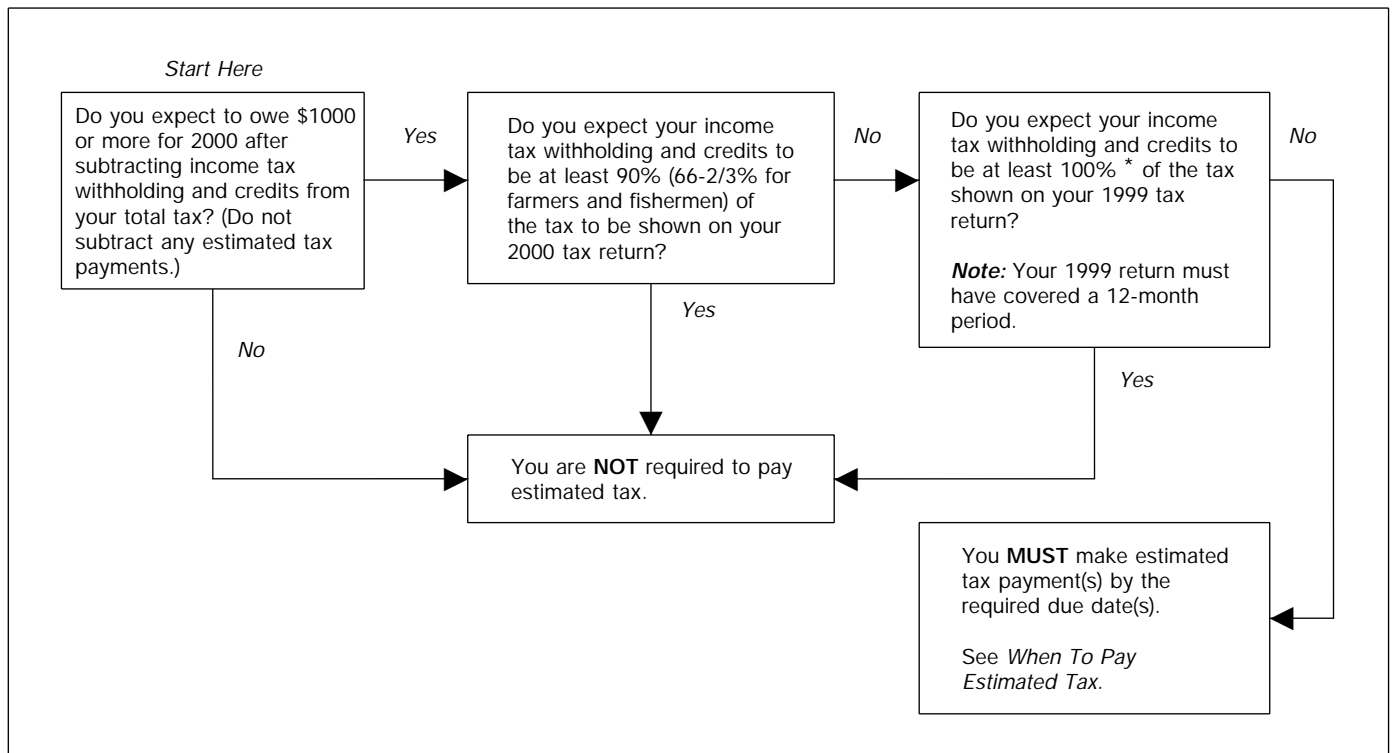 Start Here
Do you expect to owe $1000
or more for 2000 after
subtracting income tax
withholding and credits from
your total tax? (Do not
subtract any estimated tax
payments.)
Yes
No
Do you expect your income
tax withholding and credits to
be at least 90% (66-2/3% for
farmers and fishermen) of
the tax to be shown on your
2000 tax return?
No
Yes
Do you expect your income
tax withholding and credits to
be at least 100% * of the tax
shown on your 1999 tax
return?
Note: Your 1999 return must
have covered a 12-month
period.
No
Yes
You are NOT required to pay
estimated tax.
You MUST make estimated
tax payment(s) by the
required due date(s).
See When To Pay
Estimated Tax.